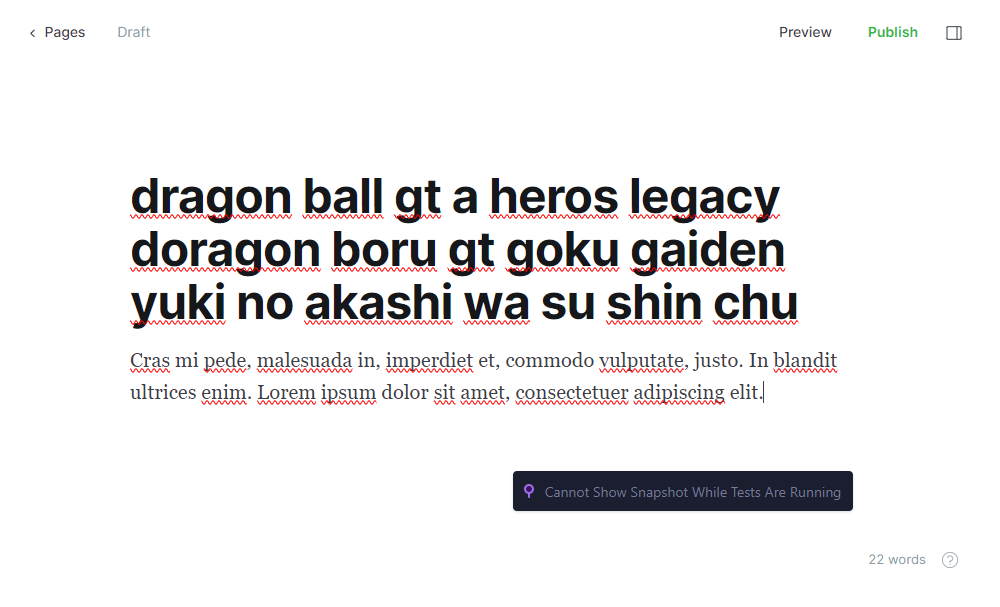 Pages
Draft
Preview
Publish
dragon ball gt a heros legacy
doragon boru gt goku gaiden
yuki no akashi wa su shin chu
Cras mi pede, malesuada in, imperdiet et, commodo vulputate, justo. In blandit
ultrices enim. Lorem ipsum dolor sit amet, consectetuer adipiscing elit.
Cannot Show Snapshot While Tests Are Running
22 words
?